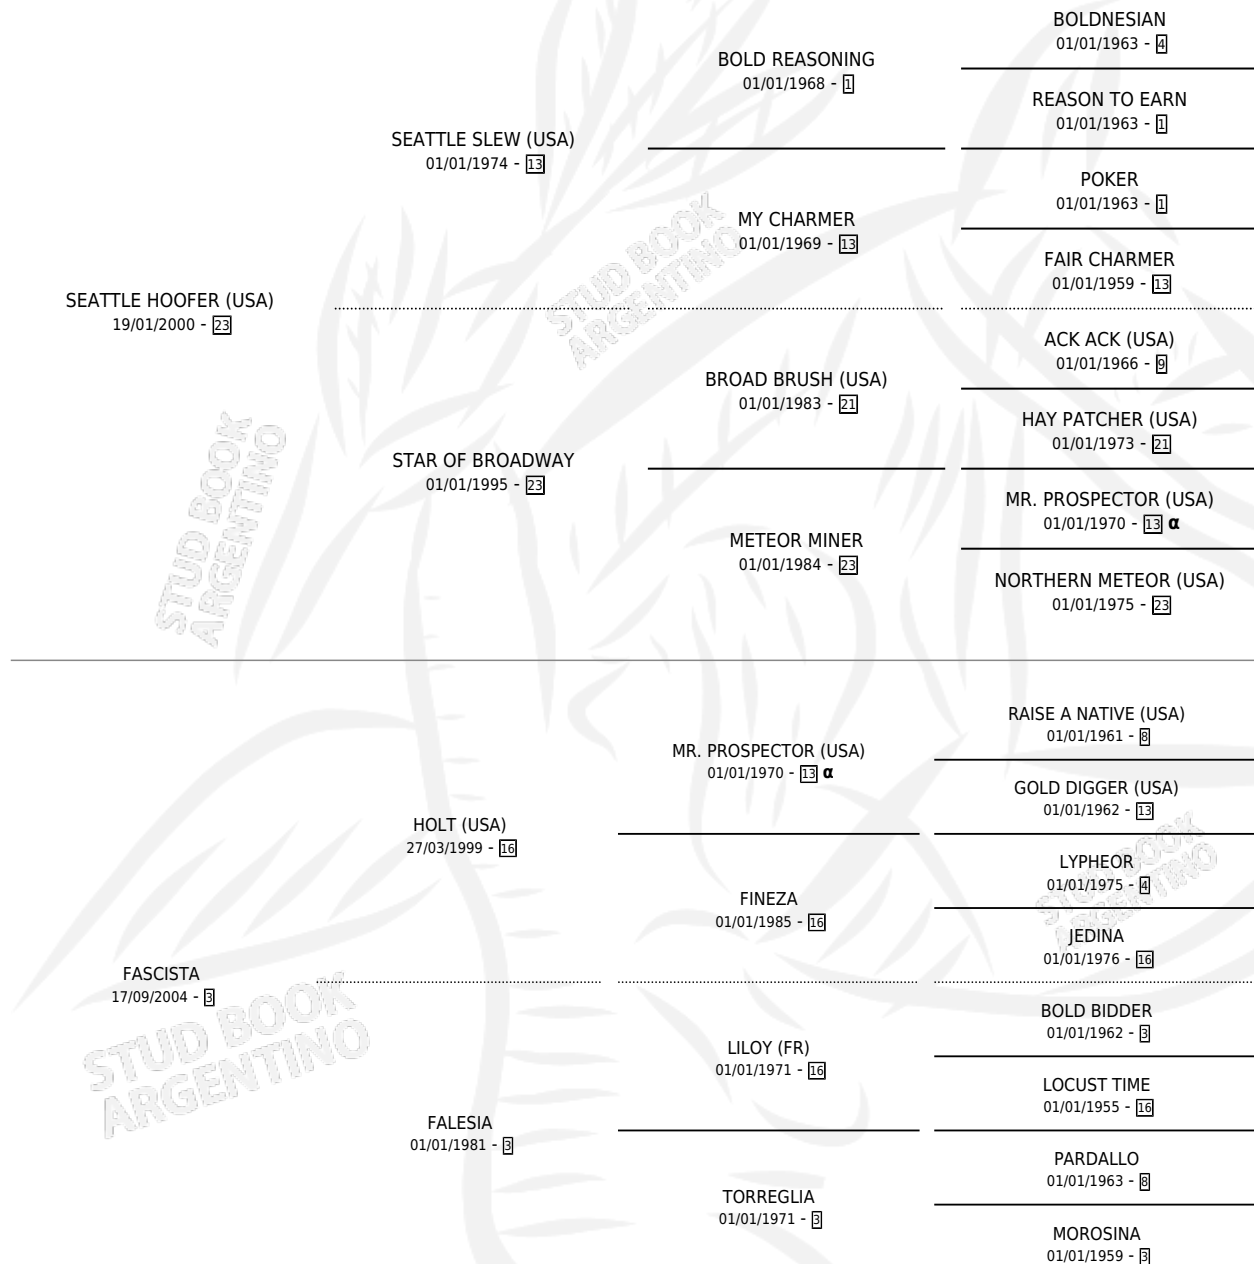 BOLDNESIAN
01/01/1963 - 4
BOLD REASONING
01/01/1968 - 1
REASON TO EARN
01/01/1963 - 1
SEATTLE SLEW (USA)
01/01/1974 - 13
POKER
01/01/1963 - 1
MY CHARMER
01/01/1969 - 13
FAIR CHARMER
01/01/1959 - 13
SEATTLE HOOFER (USA)
19/01/2000 - 23
ACK ACK (USA)
01/01/1966 - 9
BROAD BRUSH (USA)
01/01/1983 - 21
HAY PATCHER (USA)
01/01/1973 - 21
STAR OF BROADWAY
01/01/1995 - 23
MR. PROSPECTOR (USA)
01/01/1970 - 13 α
METEOR MINER
01/01/1984 - 23
NORTHERN METEOR (USA)
01/01/1975 - 23
RAISE A NATIVE (USA)
01/01/1961 - 8
MR. PROSPECTOR (USA)
01/01/1970 - 13 α
GOLD DIGGER (USA)
01/01/1962 - 13
HOLT (USA)
27/03/1999 - 16
LYPHEOR
01/01/1975 - 4
FINEZA
01/01/1985 - 16
JEDINA
01/01/1976 - 16
FASCISTA
17/09/2004 - 3
BOLD BIDDER
01/01/1962 - 3
LILOY (FR)
01/01/1971 - 16
LOCUST TIME
01/01/1955 - 16
FALESIA
01/01/1981 - 3
PARDALLO
01/01/1963 - 8
TORREGLIA
01/01/1971 - 3
MOROSINA
01/01/1959 - 3
STUD BOOK
ARGENTINO
STUD BOOK
ARGENTINO
STUD BOOK
ARGENTINO
STUD BOOK
ARGENTINO